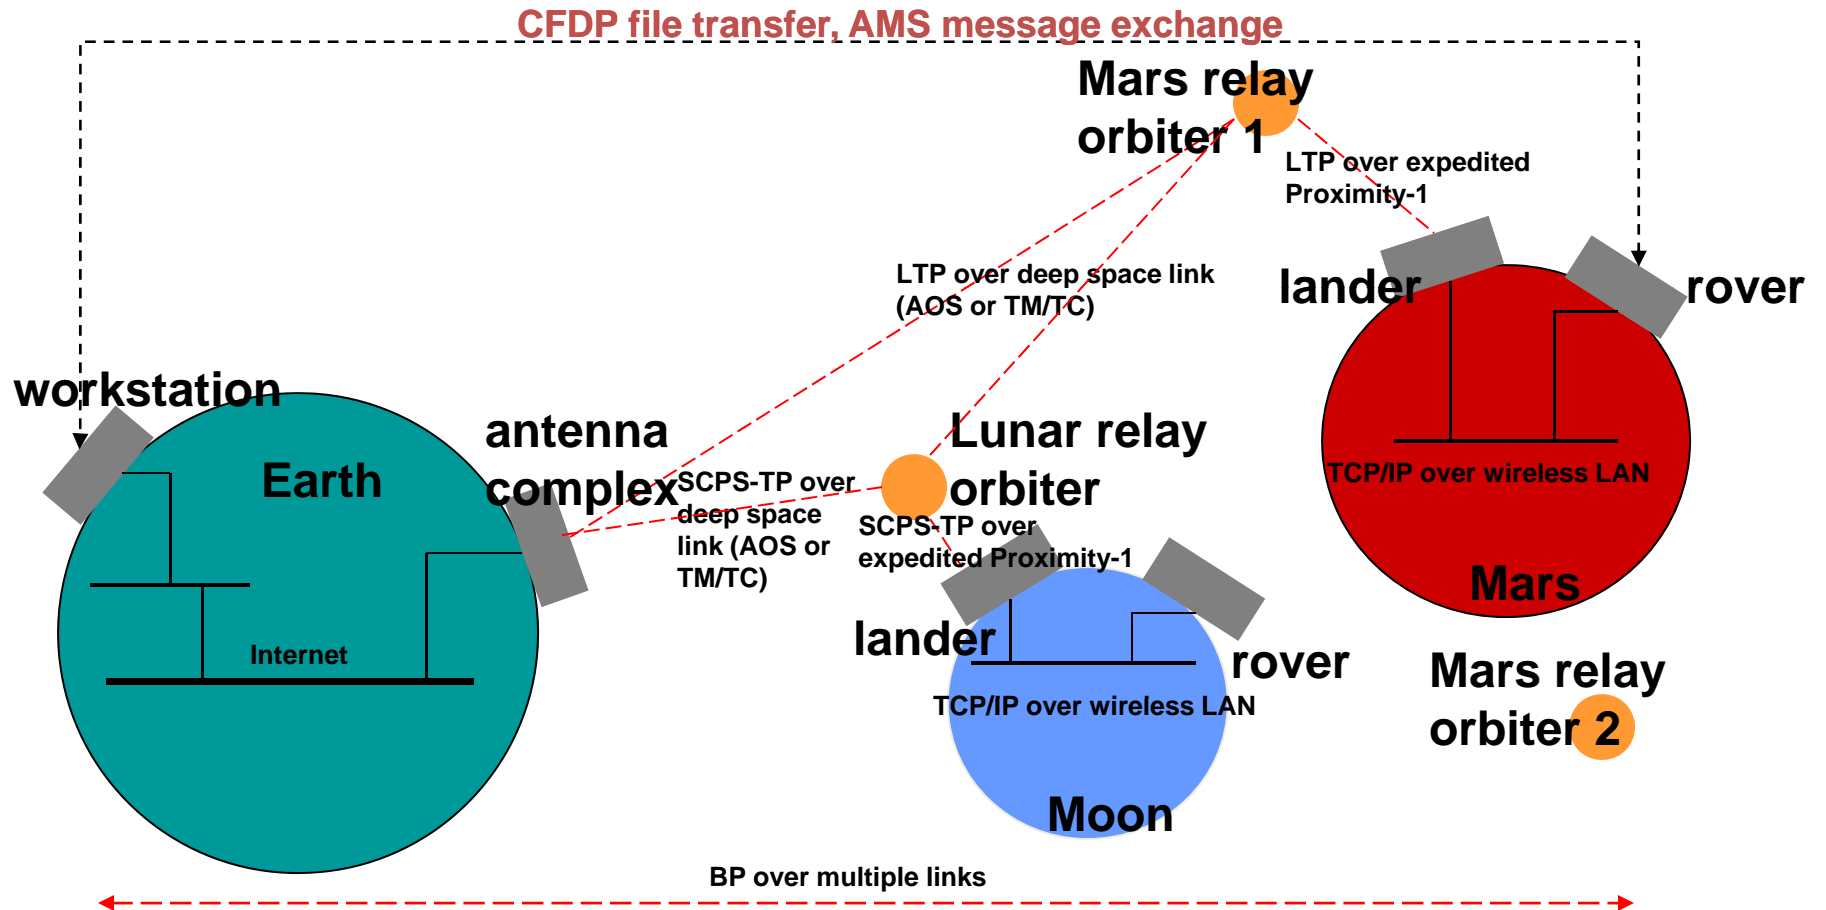 CFDP file transfer, AMS message exchange
Mars relay
orbiter 1
LTP over expedited
Proximity-1
LTP over deep space link
(AOS or TM/TC)
lander
rover
workstation
antenna
complex
Earth
Lunar relay
orbiter
SCPS-TP over
deep space
link (AOS or
TM/TC)
SCPS-TP over
expedited Proximity-1
TCP/IP over wireless LAN
Mars
Internet
lander
rover
TCP/IP over wireless LAN
Moon
Mars relay
orbiter 2
BP over multiple links